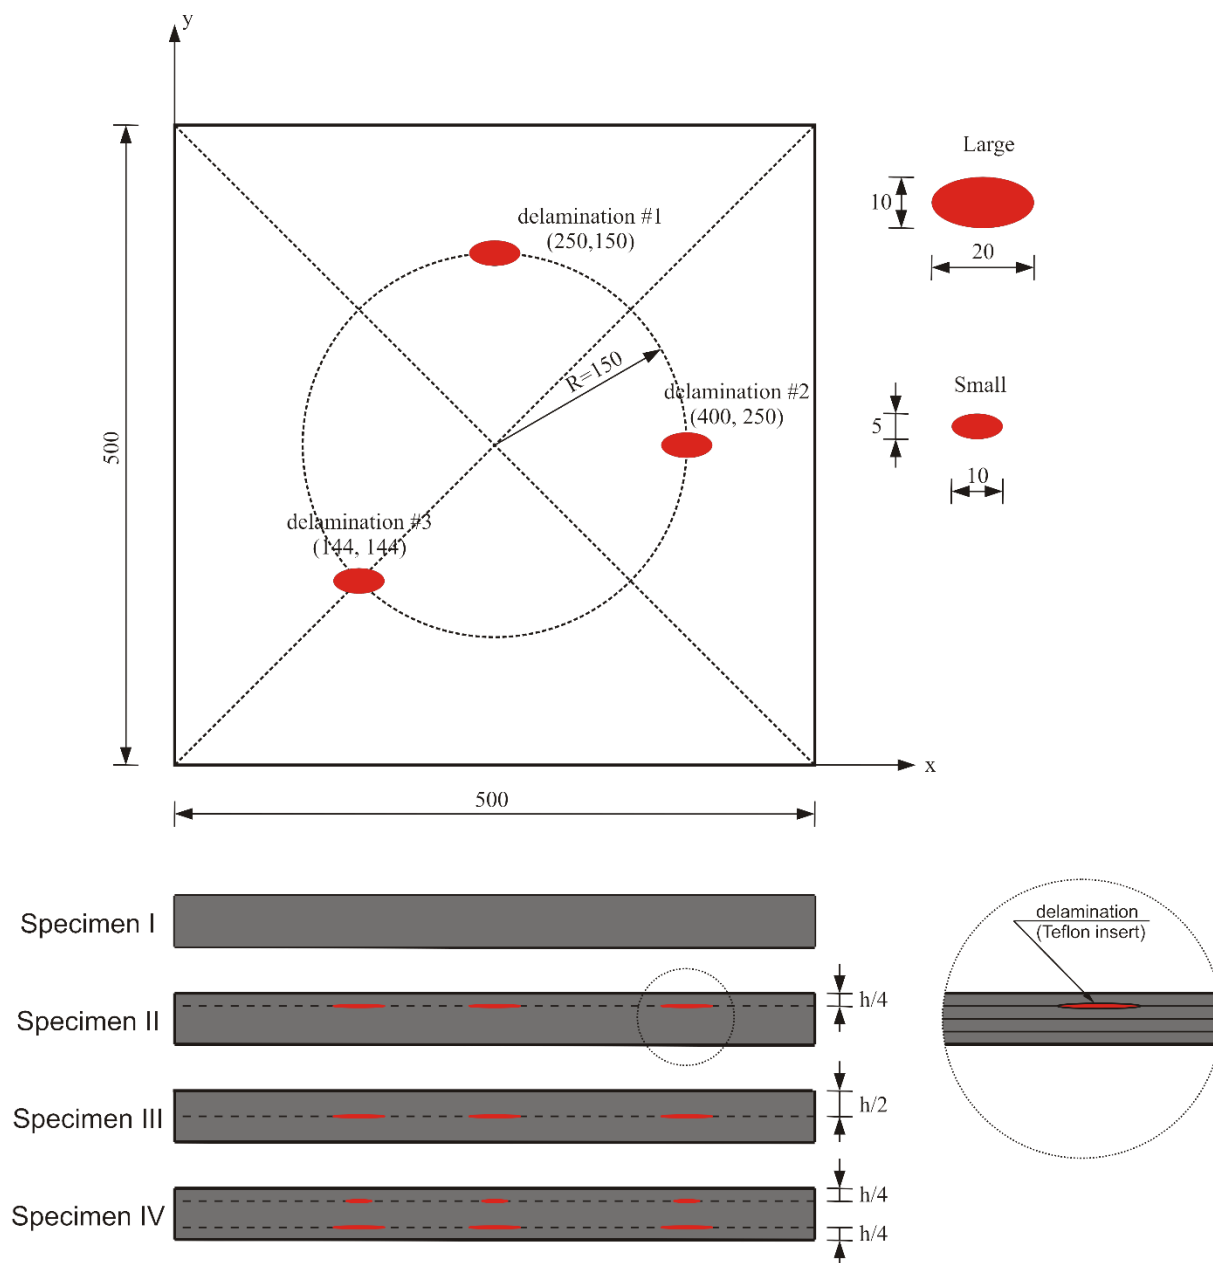 y
Large
delamination #1
(250,150)
10
20
R=150
delamination #2
(400, 250)
Small
5
10
500
delamination #3
(144, 144)
x
500
Specimen I
delamination
(Teflon insert)
Specimen II
h/4
Specimen III
h/2
Specimen IV
h/4
h/4